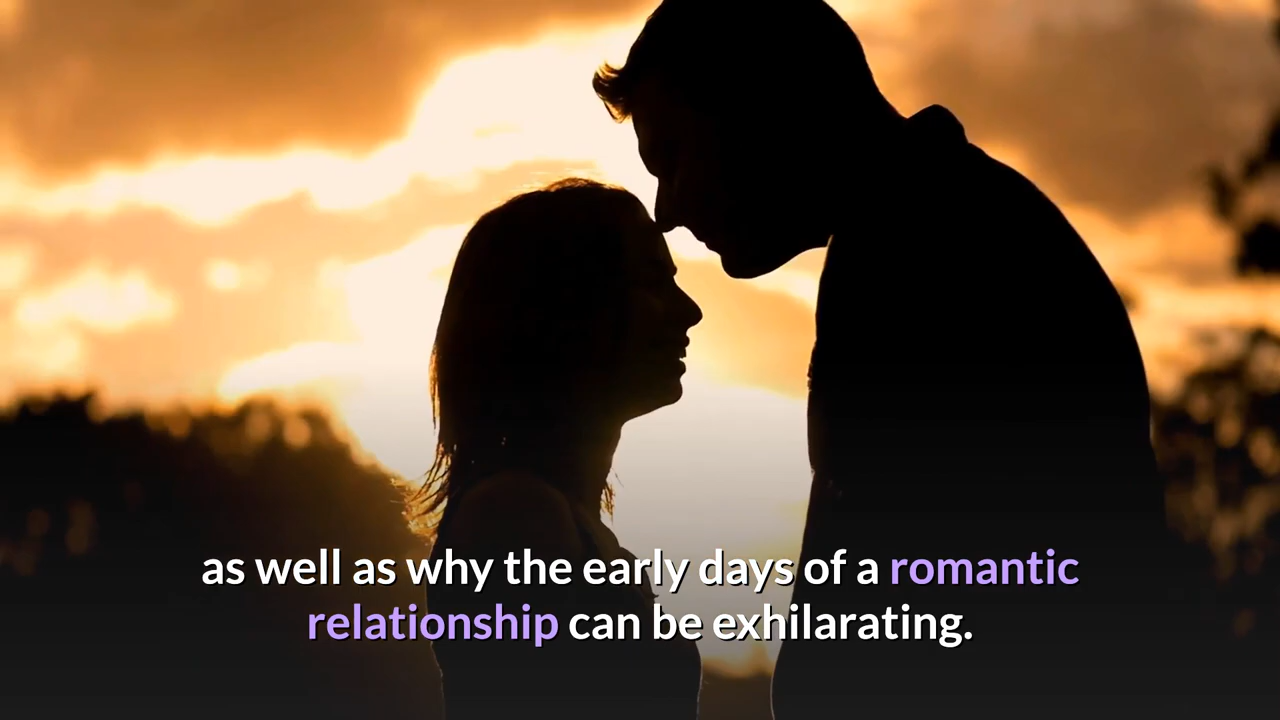 as well as why the early days of a romantic
relationship can be exhilarating.